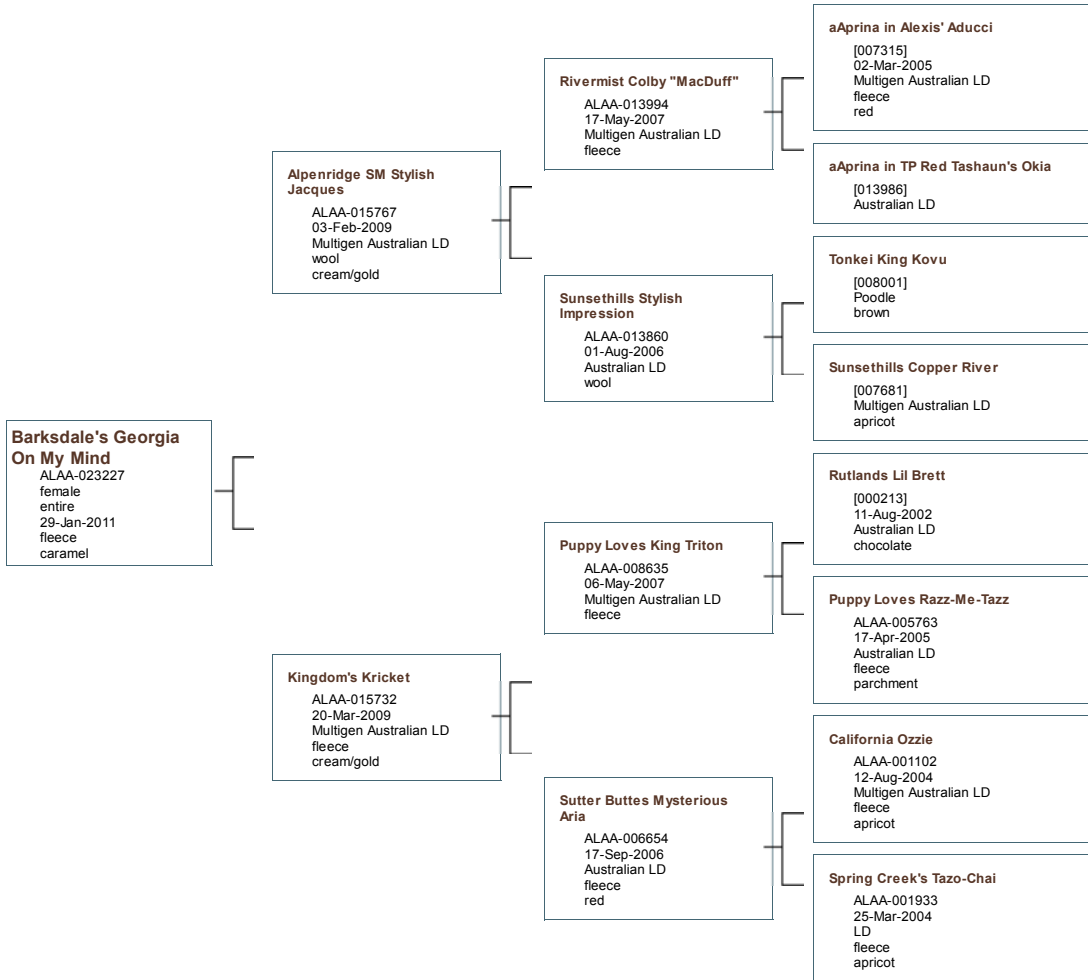 Barksdale's Georgia
On My Mind
ALAA-023227
female
entire
29-Jan-2011
fleece
caramel
Alpenridge SM Stylish
Jacques
ALAA-015767
03-Feb-2009
Multigen Australian LD
wool
cream/gold
Kingdom's Kricket
ALAA-015732
20-Mar-2009
Multigen Australian LD
fleece
cream/gold
Rivermist Colby "MacDuff"
ALAA-013994
17-May-2007
Multigen Australian LD
fleece
Sunsethills Stylish
Impression
ALAA-013860
01-Aug-2006
Australian LD
wool
Puppy Loves King Triton
ALAA-008635
06-May-2007
Multigen Australian LD
fleece
Sutter Buttes Mysterious
Aria
ALAA-006654
17-Sep-2006
Australian LD
fleece
red
aAprina in Alexis' Aducci
[007315]
02-Mar-2005
Multigen Australian LD
fleece
red
aAprina in TP Red Tashaun's Okia
[013986]
Australian LD
Tonkei King Kovu
[008001]
Poodle
brown
Sunsethills Copper River
[007681]
Multigen Australian LD
apricot
Rutlands Lil Brett
[000213]
11-Aug-2002
Australian LD
chocolate
Puppy Loves Razz-Me-Tazz
ALAA-005763
17-Apr-2005
Australian LD
fleece
parchment
California Ozzie
ALAA-001102
12-Aug-2004
Multigen Australian LD
fleece
apricot
Spring Creek's Tazo-Chai
ALAA-001933
25-Mar-2004
LD
fleece
apricot